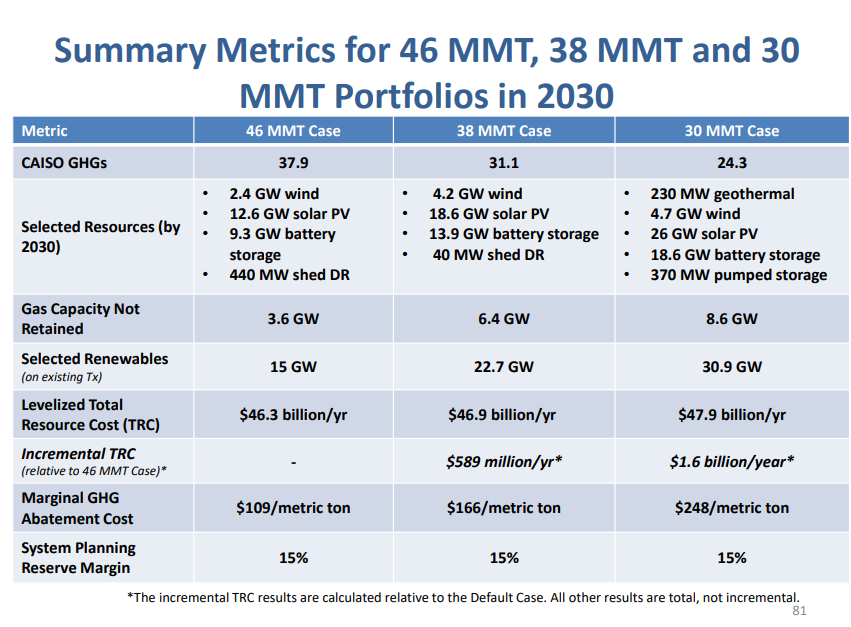 Summary Metrics for 46 MMT, 38 MMT and 30
MMT Portfolios in 2030
Metric
46 MMT Case
38 MMT Case
30 MMT Case
CAISO GHGs
37.9
31.1
24.3
Selected Resources (by
2030)
• 2.4 GW wind
• 12.6 GW solar PV
• 9.3 GW battery
storage
• 440 MW shed DR
• 4.2 GW wind
• 18.6 GW solar PV
• 13.9 GW battery storage
• 40 MW shed DR
• 230 MW geothermal
• 4.7 GW wind
• 26 GW solar PV
• 18.6 GW battery storage
• 370 MW pumped storage
Gas Capacity Not
Retained
3.6 GW
6.4 GW
8.6 GW
Selected Renewables
(on existing Tx)
15 GW
22.7 GW
30.9 GW
Levelized Total
Resource Cost (TRC)
$46.3 billion/yr
$46.9 billion/yr
$47.9 billion/yr
Incremental TRC
(relative to 46 MMT Case)*
-
$589 million/yr*
$1.6 billion/year*
Marginal GHG
Abatement Cost
$109/metric ton
$166/metric ton
$248/metric ton
System Planning
Reserve Margin
15%
15%
15%
*The incremental TRC results are calculated relative to the Default Case. All other results are total, not incremental.
81